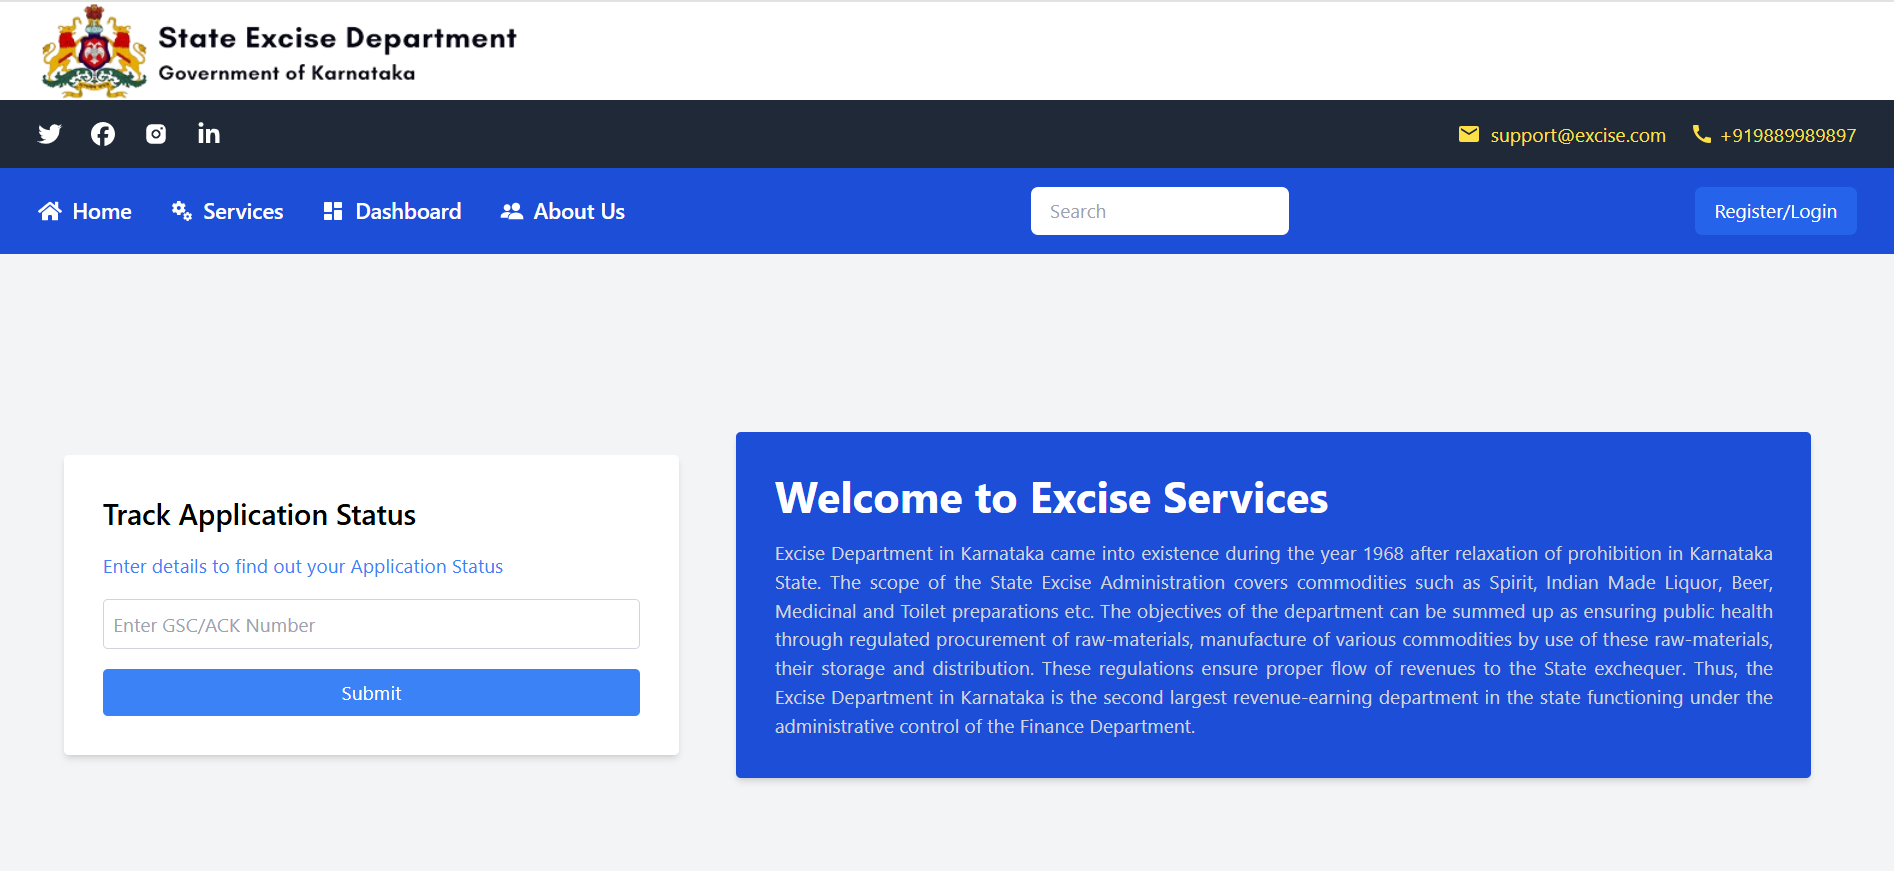 State Excise Department
Government of Karnataka
support@excise.com +919889989897
Home Services Dashboard About Us Search Register/Login
Track Application Status
Enter details to find out your Application Status
Enter GSC/ACK Number
Submit
Welcome to Excise Services
Excise Department in Karnataka came into existence during the year 1968 after relaxation of prohibition in Karnataka
State. The scope of the State Excise Administration covers commodities such as Spirit, Indian Made Liquor, Beer,
Medicinal and Toilet preparations etc. The objectives of the department can be summed up as ensuring public health
through regulated procurement of raw-materials, manufacture of various commodities by use of these raw-materials,
their storage and distribution. These regulations ensure proper flow of revenues to the State exchequer. Thus, the
Excise Department in Karnataka is the second largest revenue-earning department in the state functioning under the
administrative control of the Finance Department.